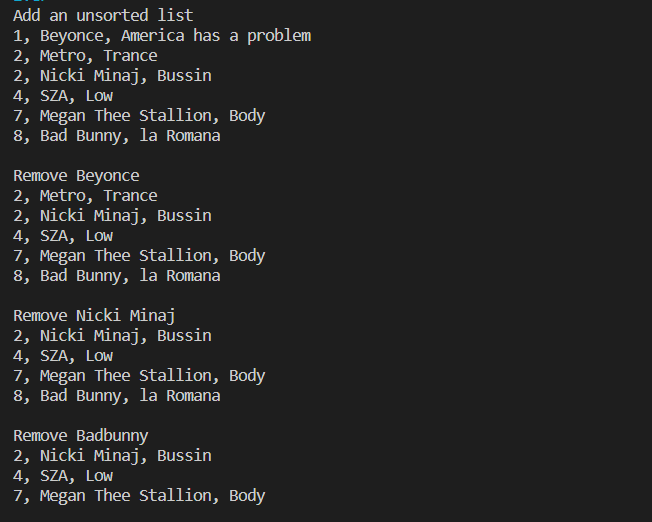 Add an unsorted list
1, Beyonce, America has a problem
2, Metro, Trance
2, Nicki Minaj, Bussin
4, SZA, Low
7, Megan Thee Stallion, Body
8, Bad Bunny, la Romana
Remove Beyonce
2, Metro, Trance
2, Nicki Minaj, Bussin
4, SZA, Low
7, Megan Thee Stallion, Body
8, Bad Bunny, la Romana
Remove Nicki Minaj
2, Nicki Minaj, Bussin
4, SZA, Low
7, Megan Thee Stallion, Body
8, Bad Bunny, la Romana
Remove Badbunny
2, Nicki Minaj, Bussin
4, SZA, Low
7, Megan Thee Stallion, Body